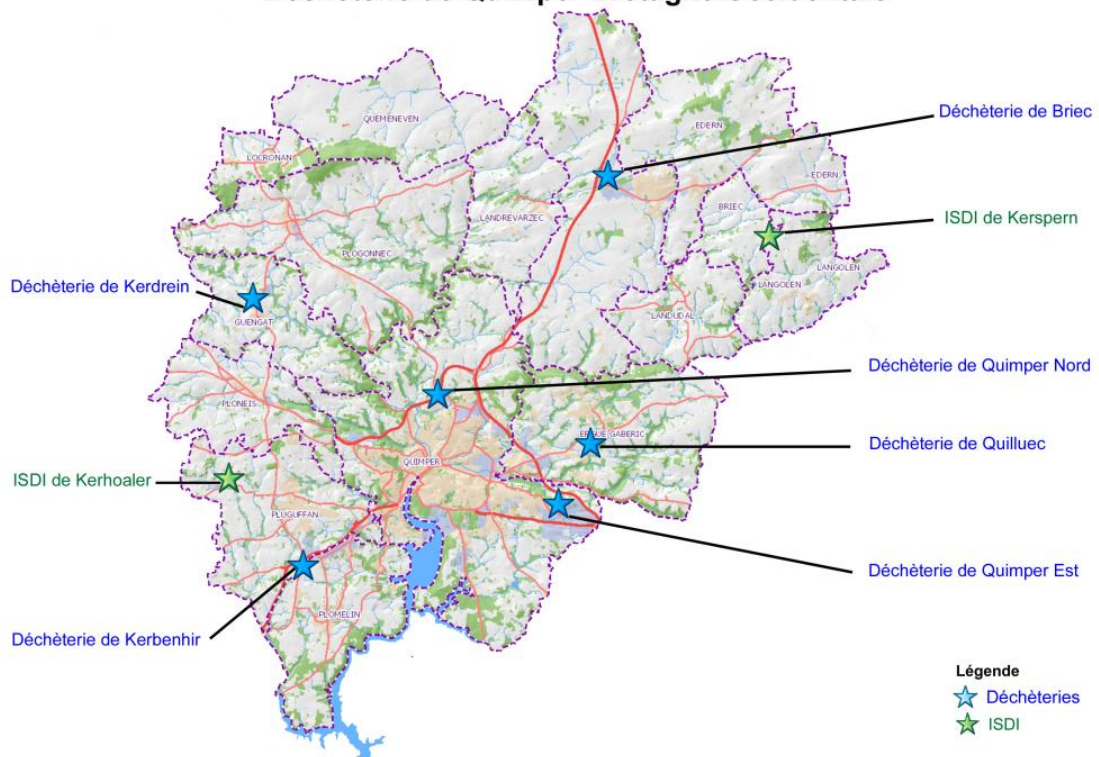 Déchèterie de Briec
QUEMENEVEN
EDERN
LOCRONAN
EDERN
BRIEC
LANDREVARZEC
ISDI de Kerspern
PLOGONNEC
LANGOLEN
Déchèterie de Kerdrein
LANGOLEN
GUENGAT
LANDUDAL
Déchèterie de Quimper Nord
PLONEIS
ERGUE GABERIC
Déchèterie de Quilluec
QUIMPER
ISDI de Kerhoaler
PLUGUFFAN
Déchèterie de Quimper Est
PLOMELIN
Déchèterie de Kerbenhir
Légende
Déchèteries
ISDI